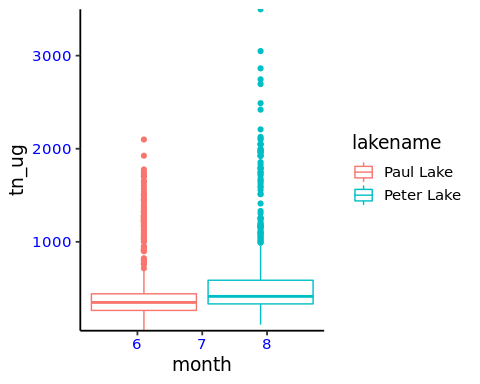 3000
2000
1000
tn_ug
6 7 8
month
lakename
Paul Lake
Peter Lake